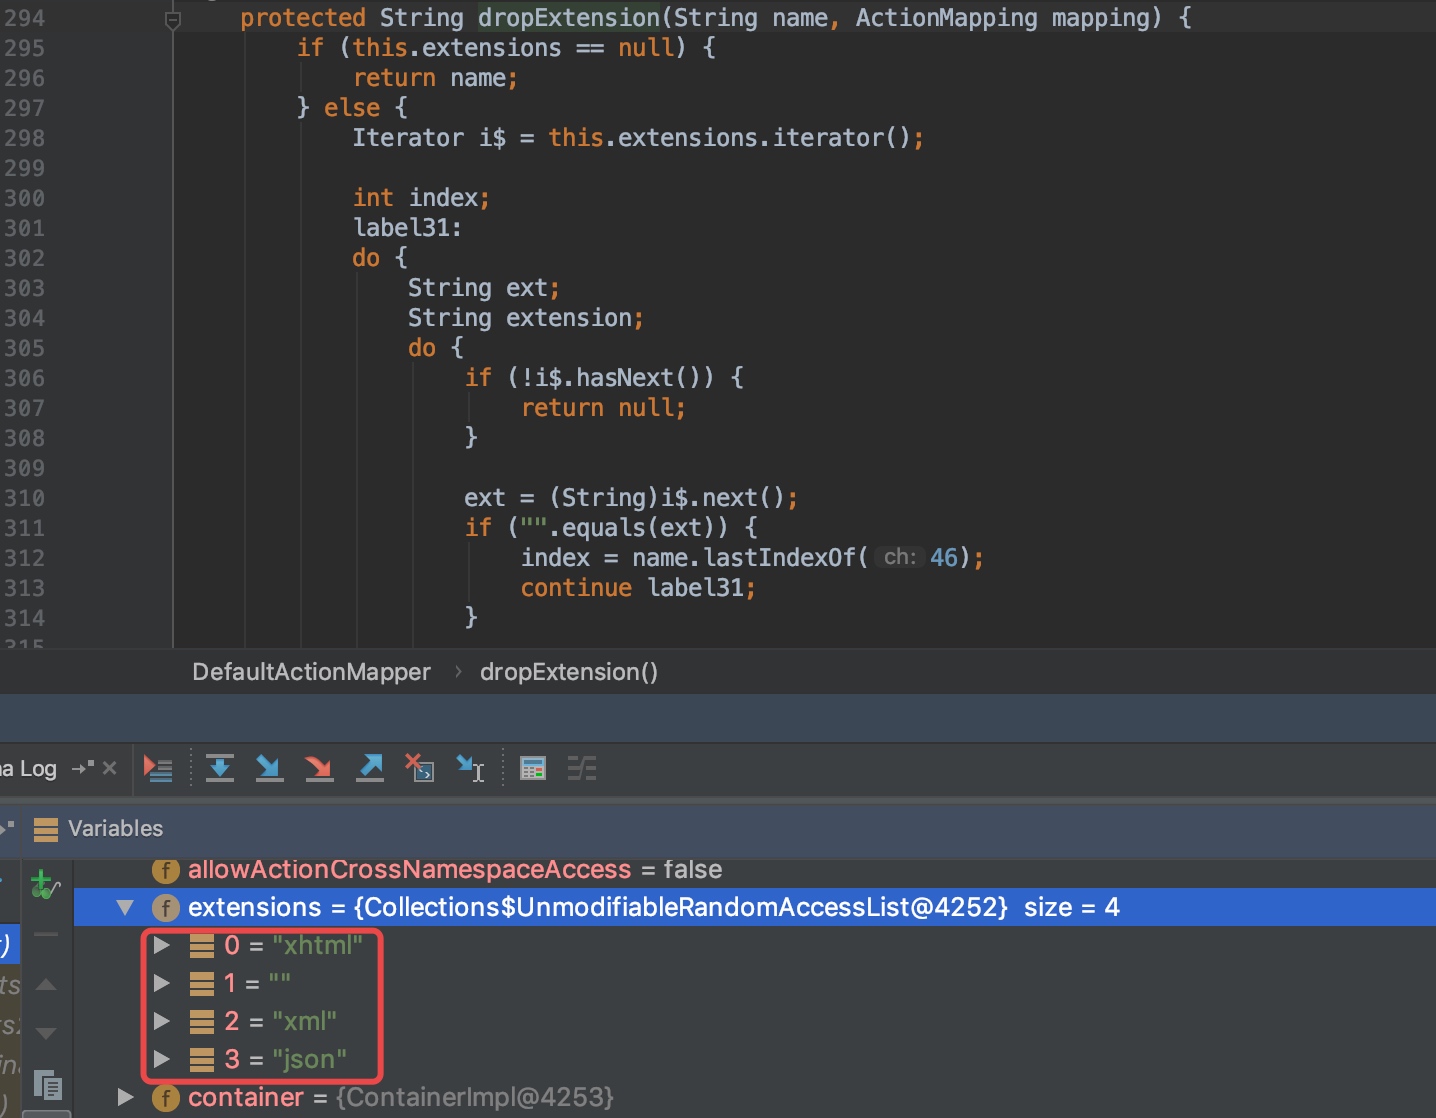 294 protected String dropExtension(String name, ActionMapping mapping) {
295 if (this.extensions == null) {
296 return name;
297 } else {
298 Iterator i$ = this.extensions.iterator();
299
300 int index;
301 label31:
302 do {
303 String ext;
304 String extension;
305 do {
306 if (!i$.hasNext()) {
307 return null;
308 }
309
310 ext = (String)i$.next();
311 if ("".equals(ext)) {
312 index = name.lastIndexOf( ch: 46);
313 continue label31;
314 }
315
DefaultActionMapper › dropExtension()
a Log
Variables
f allowActionCrossNamespaceAccess = false
f extensions = {Collections$UnmodifiableRandomAccessList@4252} size = 4
0 = "xhtml"
1 = ""
2 = "xml"
3 = "json"
f container = {ContainerImpl@4253}